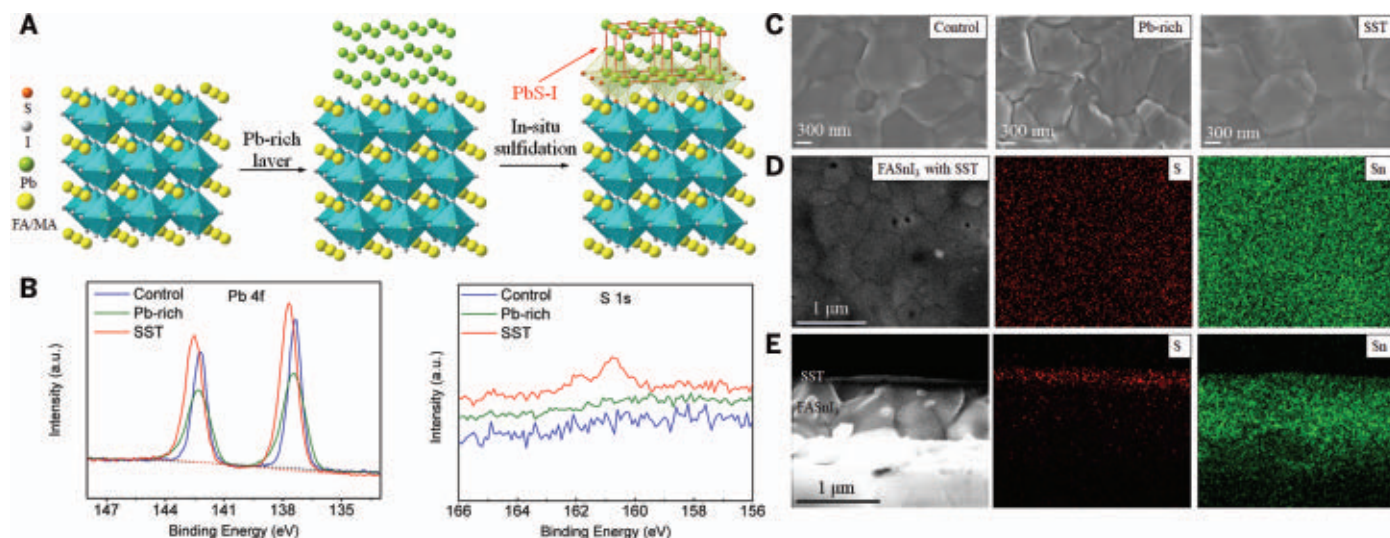 A
S
I
Pb
FA/MA
Pb-rich
layer
PbS-I
In-situ
sulfidation
B
Control
Pb-rich
SST
Pb 4f
Intensity (a.u.)
147 144 141 138 135
Binding Energy (eV)
Control
Pb-rich
SST
S 1s
Intensity (a.u.)
166 164 162 160 158 156
Binding Energy (eV)
C
Control
300 nm
Pb-rich
300 nm
SST
300 nm
D
FASnI₃ with SST
1 μm
S
Sn
E
SST
FASnI₃
1 μm
S
Sn